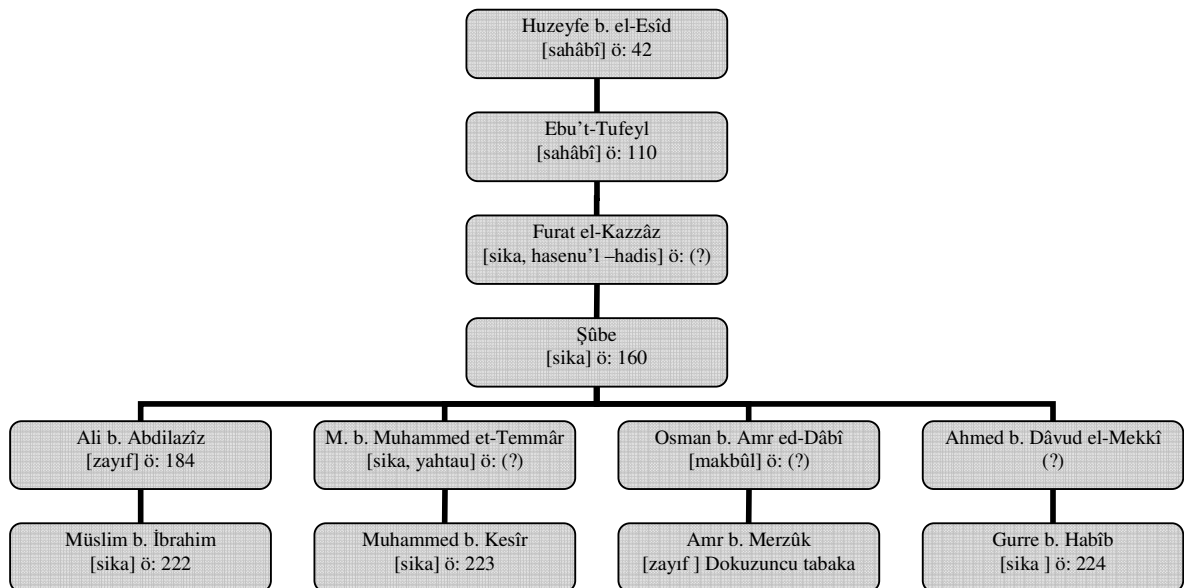 Huzeyfe b. el-Esîd
[sahâbî] ö: 42
Ebu’t-Tufeyl
[sahâbî] ö: 110
Furat el-Kazzâz
[sika, hasenu’l –hadis] ö: (?)
Şûbe
[sika] ö: 160
Ali b. Abdilazîz
[zayıf] ö: 184
M. b. Muhammed et-Temmâr
[sika, yahtau] ö: (?)
Osman b. Amr ed-Dâbî
[makbûl] ö: (?)
Ahmed b. Dâvud el-Mekkî
(?)
Müslim b. İbrahim
[sika] ö: 222
Muhammed b. Kesîr
[sika] ö: 223
Amr b. Merzûk
[zayıf ] Dokuzuncu tabaka
Gurre b. Habîb
[sika ] ö: 224